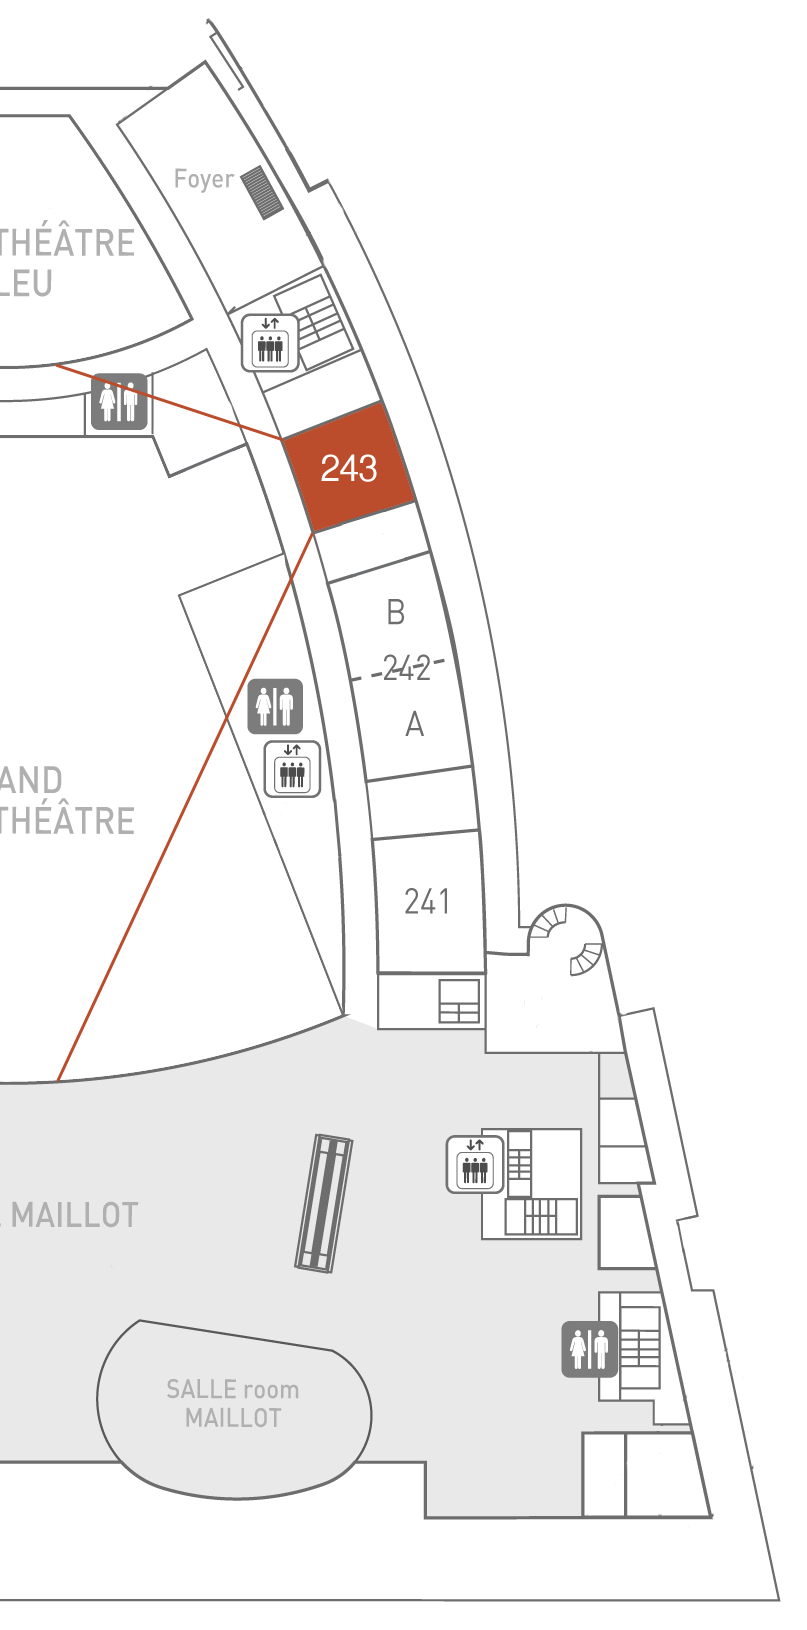 Foyer
THÉÂTRE
LEU
243
B
242
A
AND
THÉÂTRE
241
MAILLOT
SALLE room
MAILLOT